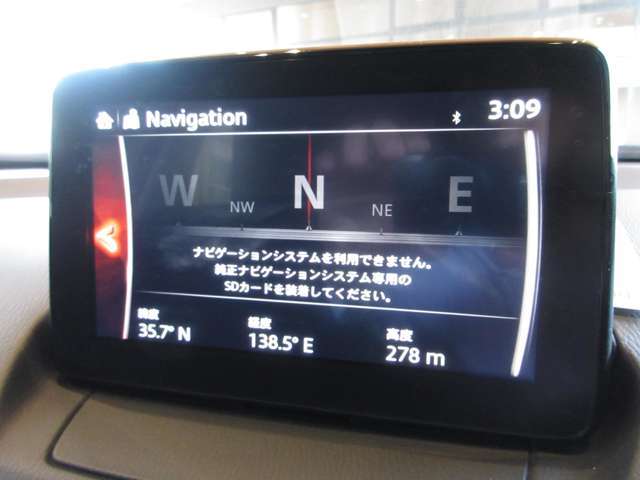 Navigation
3:09
W NW N NE E
ナビゲーションシステムを利用できません。
純正ナビゲーションシステム専用の
SDカードを装着してください。
緯度 経度 高度
35.7° N 138.5° E 278 m